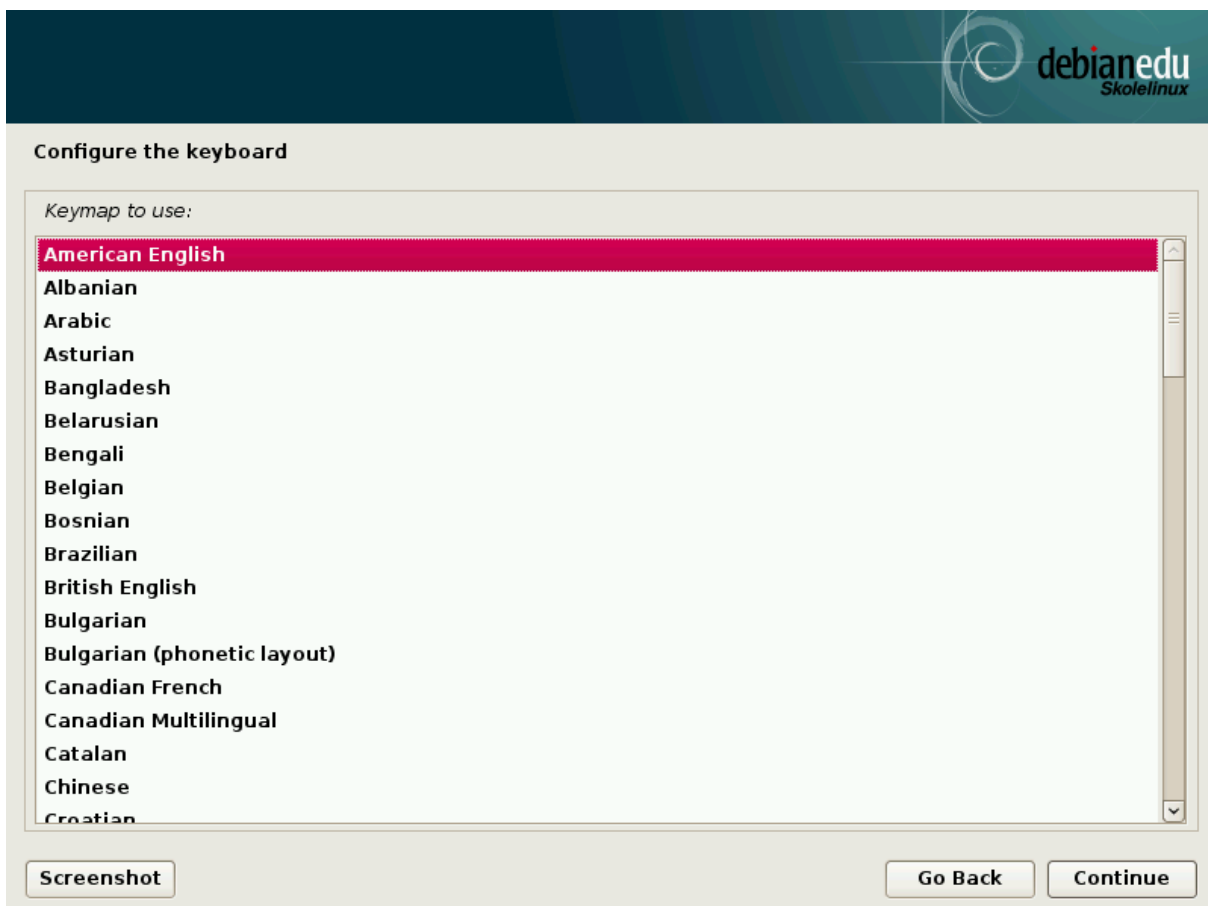 debianedu
Skolelinux
Configure the keyboard
Keymap to use:
American English
Albanian
Arabic
Asturian
Bangladesh
Belarusian
Bengali
Belgian
Bosnian
Brazilian
British English
Bulgarian
Bulgarian (phonetic layout)
Canadian French
Canadian Multilingual
Catalan
Chinese
Croatian
Screenshot
Go Back
Continue